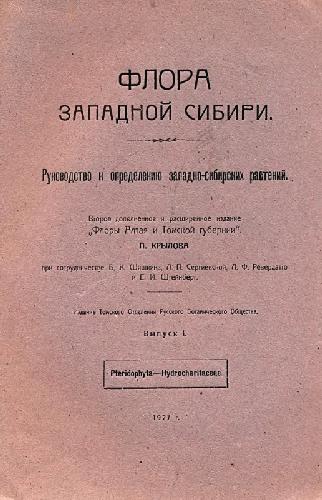 ФЛОРА
ЗАПАДНОЙ СИБИРИ.
Руководство к определению западно-сибирских растений.
Второе дополненное и расширенное издание
„Флоры Алтая и Томской губернии".
П. КРЫЛОВА
при сотрудничестве Б. К. Шишкина, Л. П. Сергиевской, Л. Ф. Ревердатто
и Е. И. Штейнберг.
Издание Томского Отделения Русского Ботанического Общества.
Выпуск I.
Pteridophyta—Hydrocharitaceae
1927 г.